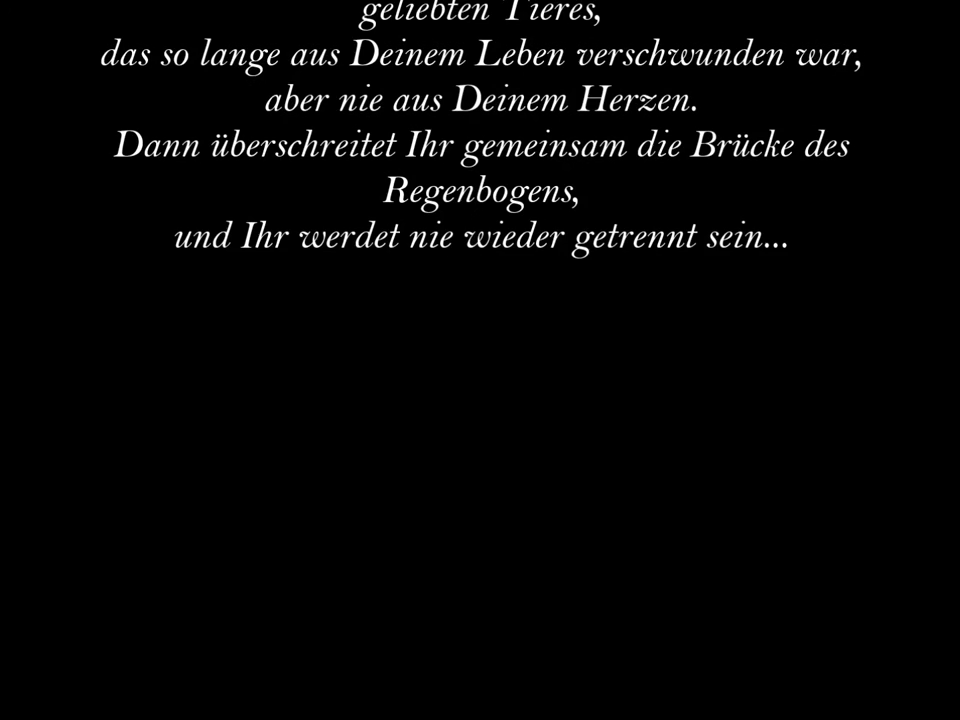 geliebten Tieres,
das so lange aus Deinem Leben verschwunden war,
aber nie aus Deinem Herzen.
Dann überschreitet Ihr gemeinsam die Brücke des
Regenbogens,
und Ihr werdet nie wieder getrennt sein...